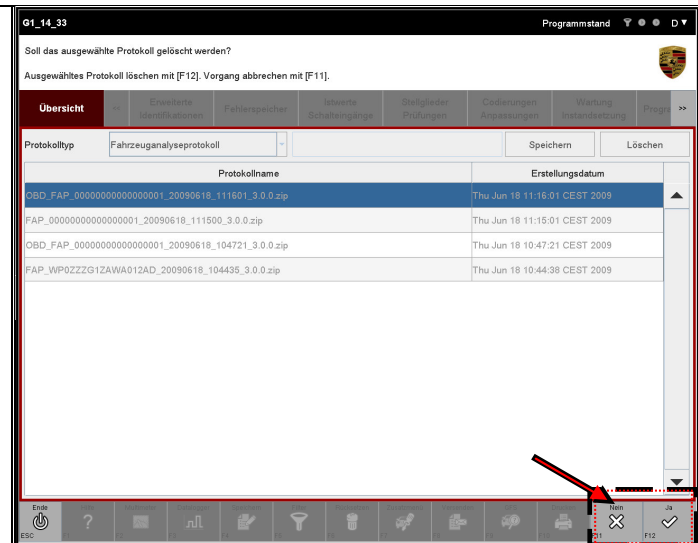 G1_14_33 Programmstand D
Soll das ausgewählte Protokoll gelöscht werden?
Ausgewähltes Protokoll löschen mit [F12]. Vorgang abbrechen mit [F11].
Übersicht << Erweiterte Identifikationen. Fehlerspeicher Istwerte Schalteingänge Stellglieder Prüfungen Codierungen Anpassungen Wartung Instandsetzung Progra >>
Protokolltyp Fahrzeuganalyseprotokoll Speichern Löschen
Protokollname Erstellungsdatum
OBD_FAP_00000000000000001_20090618_111601_3.0.0.zip Thu Jun 18 11:16:01 CEST 2009
FAP_00000000000000001_20090618_111500_3.0.0.zip Thu Jun 18 11:15:01 CEST 2009
OBD_FAP_00000000000000001_20090618_104721_3.0.0.zip Thu Jun 18 10:47:21 CEST 2009
FAP_WP0ZZZG1ZAWA012AD_20090618_104435_3.0.0.zip Thu Jun 18 10:44:38 CEST 2009
Ende Hilfe Nein Ja
ESC F11 F12